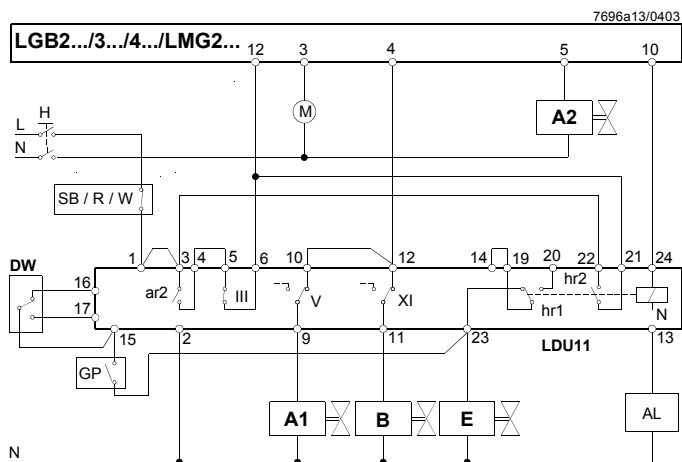 7696a13/0403
LGB2.../3.../4.../LMG2...
12 3 4 5 10
M
A2
H
L
N
SB / R / W
1 3 4 5 6 10 12 14 19 20 22 21 24
DW
16
17
ar2 III V XI hr2 hr1 N
15 2 9 11 23 LDU11 13
GP
A1 B E AL
N